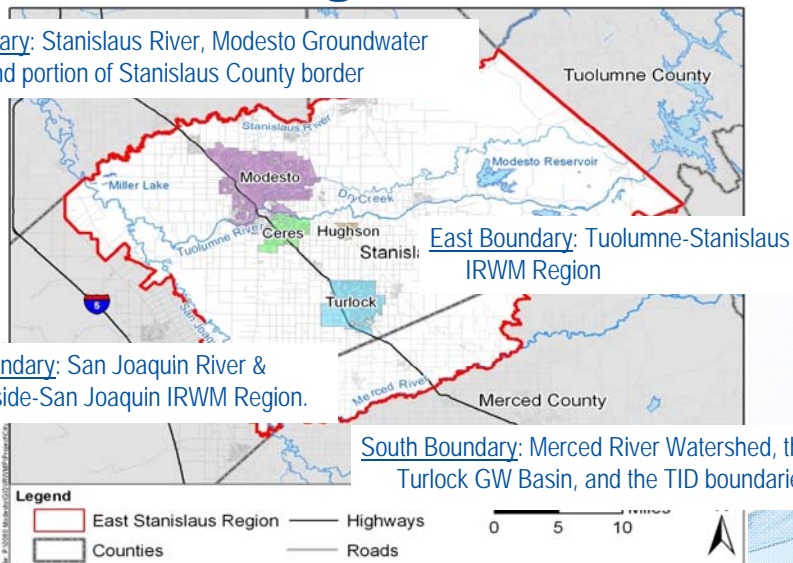 ary: Stanislaus River, Modesto Groundwater
nd portion of Stanislaus County border
Tuolumne County
Stanislaus River
Modesto Reservoir
Modesto
Miller Lake
Dry Creek
Tuolumne River
Ceres
Hughson
Stanisl
East Boundary: Tuolumne-Stanislaus
IRWM Region
5
Turlock
San Joaq
ndary: San Joaquin River &
side-San Joaquin IRWM Region.
Merced River
Merced County
South Boundary: Merced River Watershed, th
Turlock GW Basin, and the TID boundarie
Legend
East Stanislaus Region
Highways
Miles
Counties
Roads
0 5 10